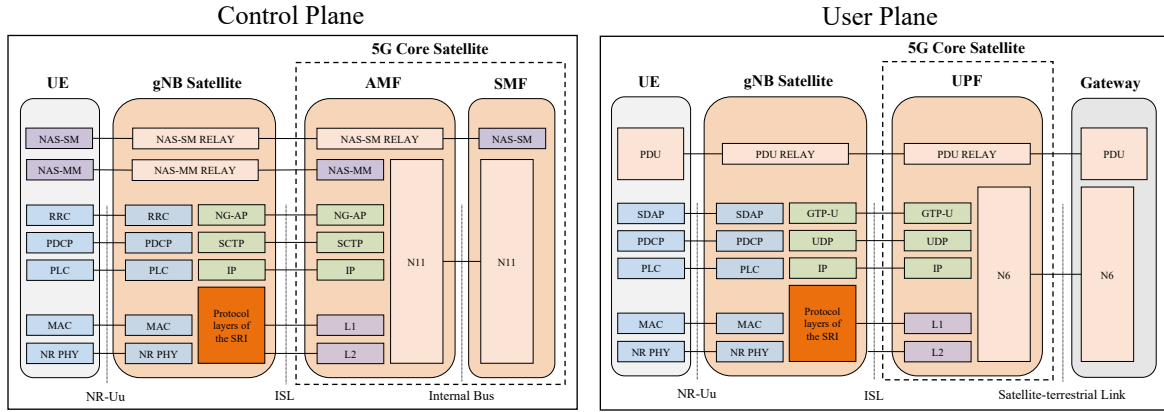 Control Plane
5G Core Satellite
UE
gNB Satellite
AMF
SMF
NAS-SM
NAS-SM RELAY
NAS-SM RELAY
NAS-SM
NAS-MM
NAS-MM RELAY
NAS-MM
RRC
RRC
NG-AP
NG-AP
PDCP
PDCP
SCTP
SCTP
PLC
PLC
IP
IP
N11
N11
Protocol
layers of
the SRI
MAC
MAC
L1
NR PHY
NR PHY
L2
NR-Uu
ISL
Internal Bus
User Plane
5G Core Satellite
UE
gNB Satellite
UPF
Gateway
PDU
PDU RELAY
PDU RELAY
PDU
SDAP
SDAP
GTP-U
GTP-U
PDCP
PDCP
UDP
UDP
PLC
PLC
IP
IP
N6
N6
Protocol
layers of
the SRI
MAC
MAC
L1
NR PHY
NR PHY
L2
NR-Uu
ISL
Satellite-terrestrial Link